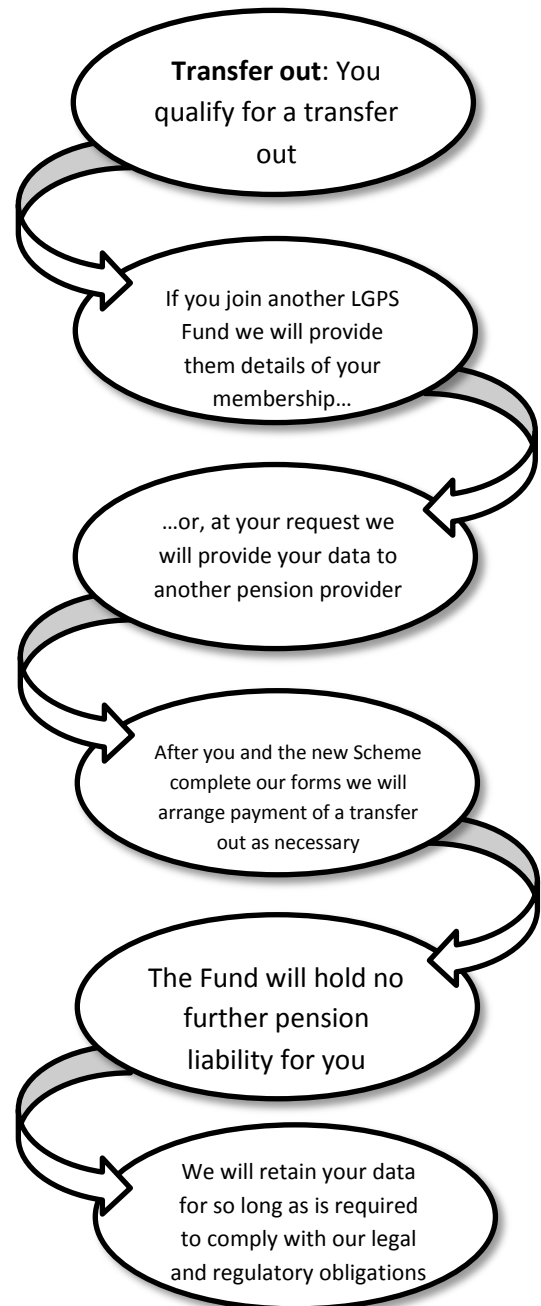 Transfer out: You
qualify for a transfer
out
If you join another LGPS
Fund we will provide
them details of your
membership…
…or, at your request we
will provide your data to
another pension provider
After you and the new Scheme
complete our forms we will
arrange payment of a transfer
out as necessary
The Fund will hold no
further pension
liability for you
We will retain your data
for so long as is required
to comply with our legal
and regulatory obligations